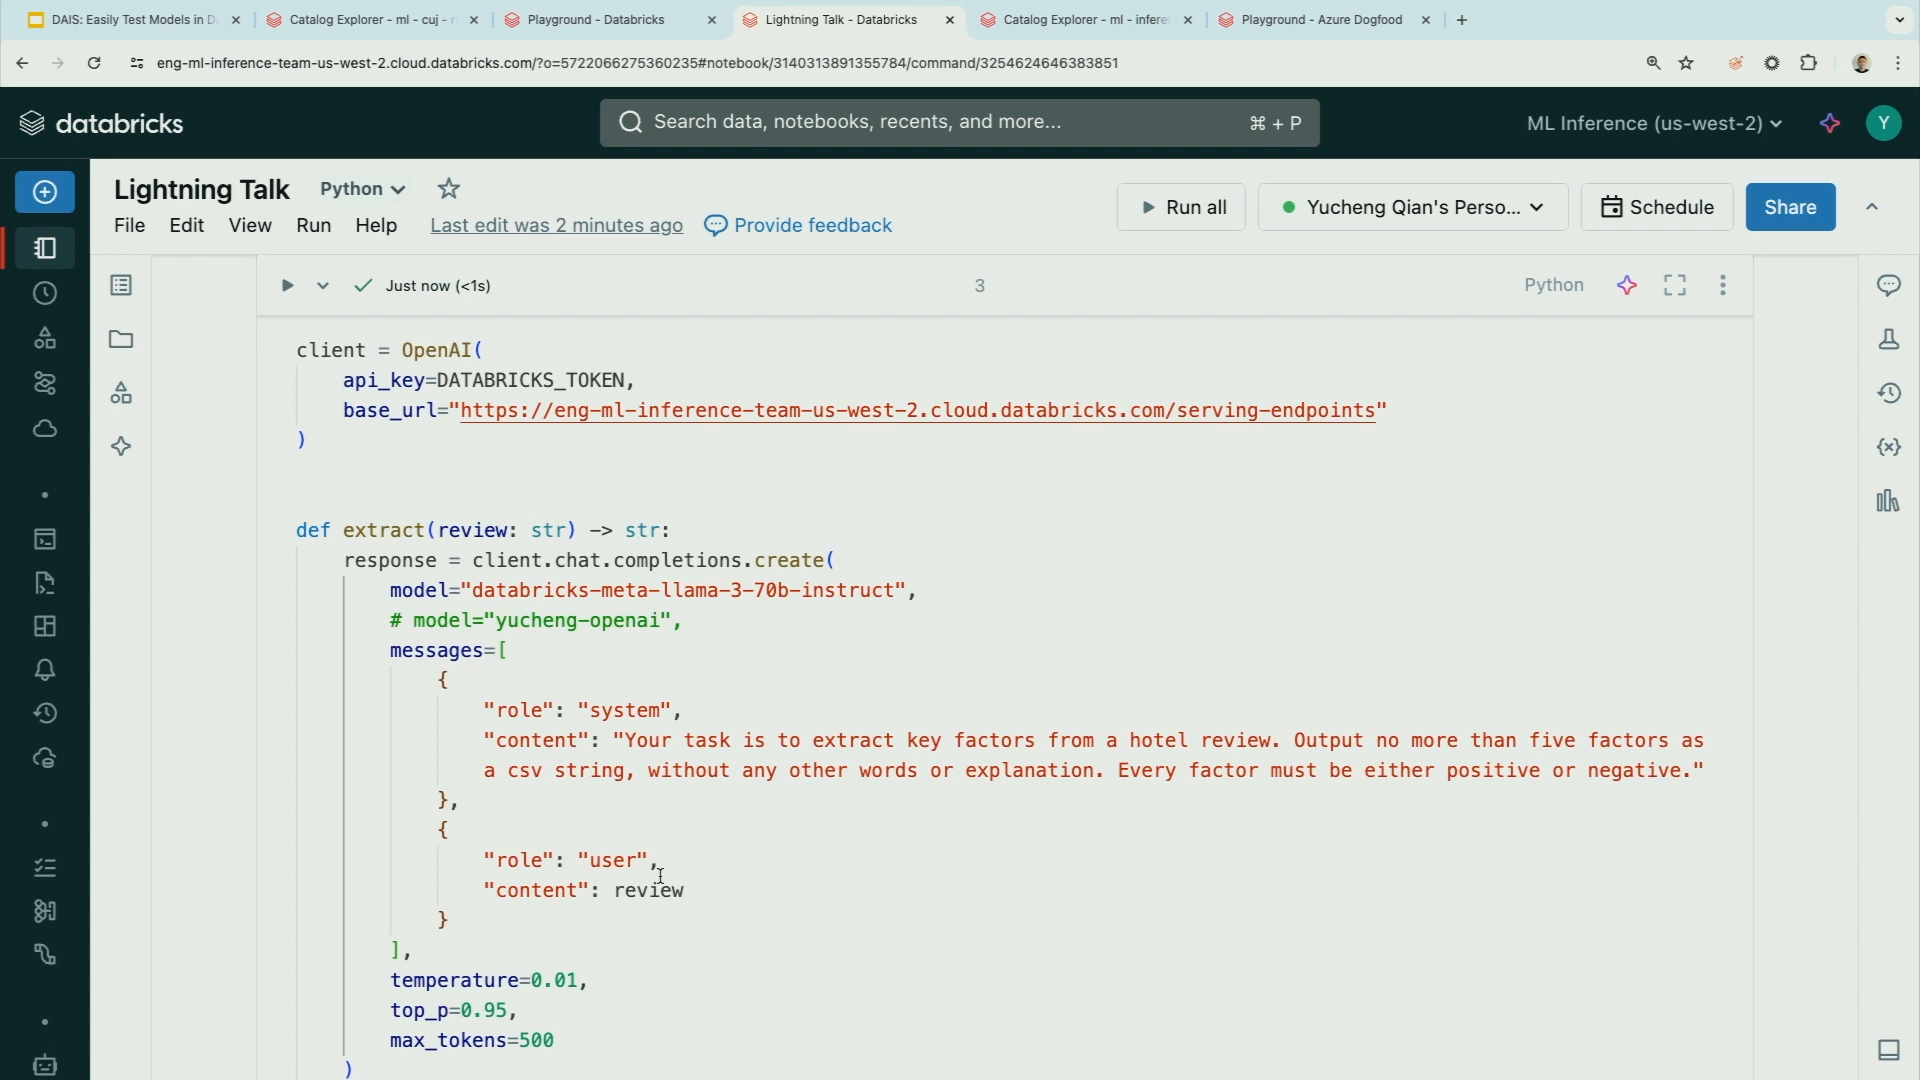 DAIS: Easily Test Models in D
Catalog Explorer - ml - cuj -
Playground - Databricks
Lightning Talk - Databricks
Catalog Explorer - ml - infere
Playground - Azure Dogfood
eng-ml-inference-team-us-west-2.cloud.databricks.com/?o=5722066275360235#notebook/3140313891355784/command/3254624646383851
databricks
Search data, notebooks, recents, and more...
⌘ + P
ML Inference (us-west-2)
Y
Lightning Talk
Python
File Edit View Run Help
Last edit was 2 minutes ago
Provide feedback
Run all
Yucheng Qian's Perso...
Schedule
Share
Just now (<1s)
3
Python
client = OpenAI(
api_key=DATABRICKS_TOKEN,
base_url="https://eng-ml-inference-team-us-west-2.cloud.databricks.com/serving-endpoints"
)
def extract(review: str) -> str:
response = client.chat.completions.create(
model="databricks-meta-llama-3-70b-instruct",
# model="yucheng-openai",
messages=[
{
"role": "system",
"content": "Your task is to extract key factors from a hotel review. Output no more than five factors as
a csv string, without any other words or explanation. Every factor must be either positive or negative."
},
{
"role": "user",
"content": review
}
],
temperature=0.01,
top_p=0.95,
max_tokens=500
)